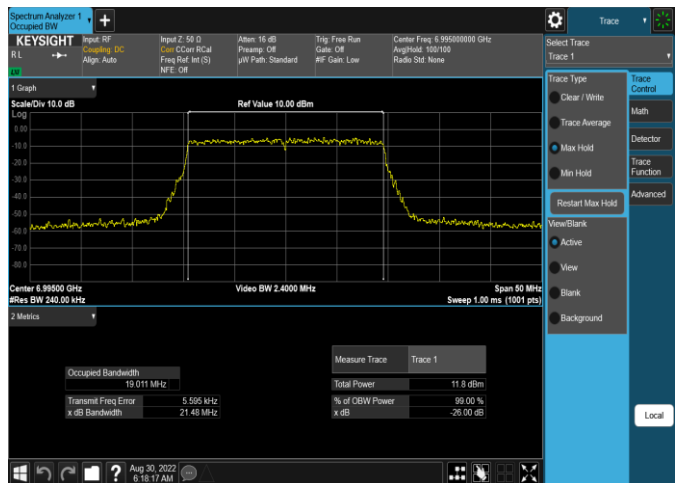 Spectrum Analyzer 1
Occupied BW
Trace
KEYSIGHT
R L
LW
Input: RF
Coupling: DC
Align: Auto
Input Z: 50 Ω
Corr CCorr RCal
Freq Ref: Int (S)
NFE: Off
Atten: 16 dB
Preamp: Off
µW Path: Standard
Trig: Free Run
Gate: Off
#IF Gain: Low
Center Freq: 6.995000000 GHz
Avg|Hold: 100/100
Radio Std: None
Select Trace
Trace 1
1 Graph
Scale/Div 10.0 dB
Ref Value 10.00 dBm
Log
0.00
-10.0
-20.0
-30.0
-40.0
-50.0
-60.0
-70.0
-80.0
Center 6.99500 GHz
#Res BW 240.00 kHz
Video BW 2.4000 MHz
Span 50 MHz
Sweep 1.00 ms (1001 pts)
2 Metrics
Occupied Bandwidth
19.011 MHz
Transmit Freq Error 5.595 kHz
x dB Bandwidth 21.48 MHz
Measure Trace Trace 1
Total Power 11.8 dBm
% of OBW Power 99.00 %
x dB -26.00 dB
Trace Type
Clear / Write
Trace Average
Max Hold
Min Hold
Restart Max Hold
View/Blank
Active
View
Blank
Background
Trace
Control
Math
Detector
Trace
Function
Advanced
Local
Aug 30, 2022
6:18:17 AM